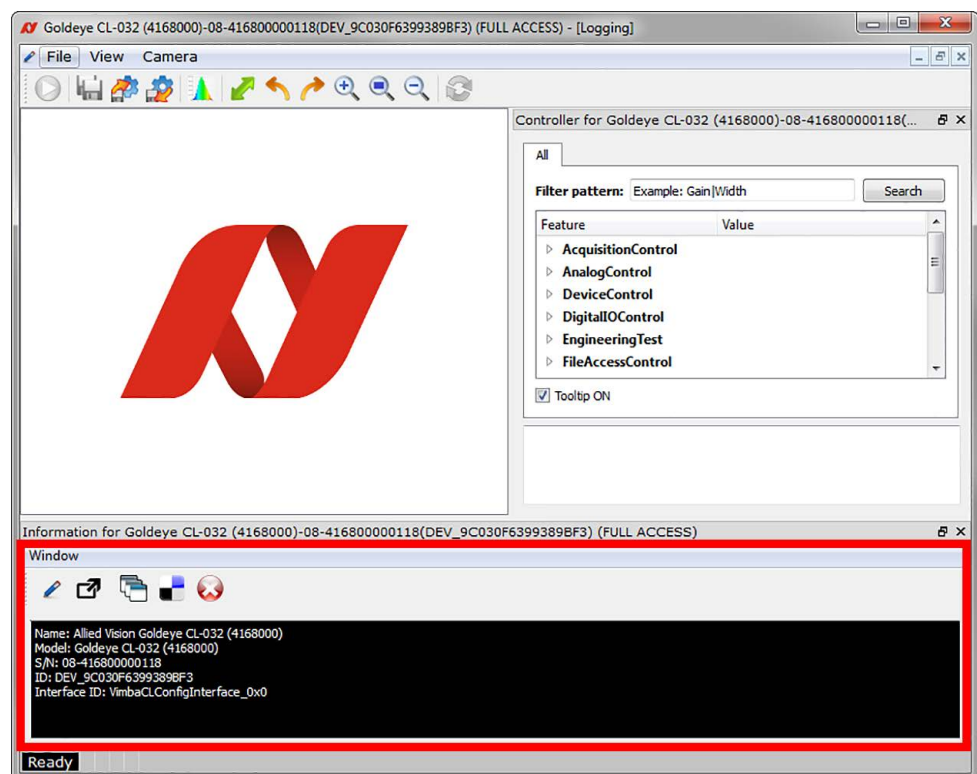 Goldeye CL-032 (4168000)-08-416800000118(DEV_9C030F6399389BF3) (FULL ACCESS) - [Logging]
File View Camera
Controller for Goldeye CL-032 (4168000)-08-416800000118(...
All
Filter pattern: Example: Gain|Width Search
Feature Value
AcquisitionControl
AnalogControl
DeviceControl
DigitalIOControl
EngineeringTest
FileAccessControl
Tooltip ON
Information for Goldeye CL-032 (4168000)-08-416800000118(DEV_9C030F6399389BF3) (FULL ACCESS)
Window
Name: Allied Vision Goldeye CL-032 (4168000)
Model: Goldeye CL-032 (4168000)
S/N: 08-416800000118
ID: DEV_9C030F6399389BF3
Interface ID: VimbaCLConfigInterface_0x0
Ready